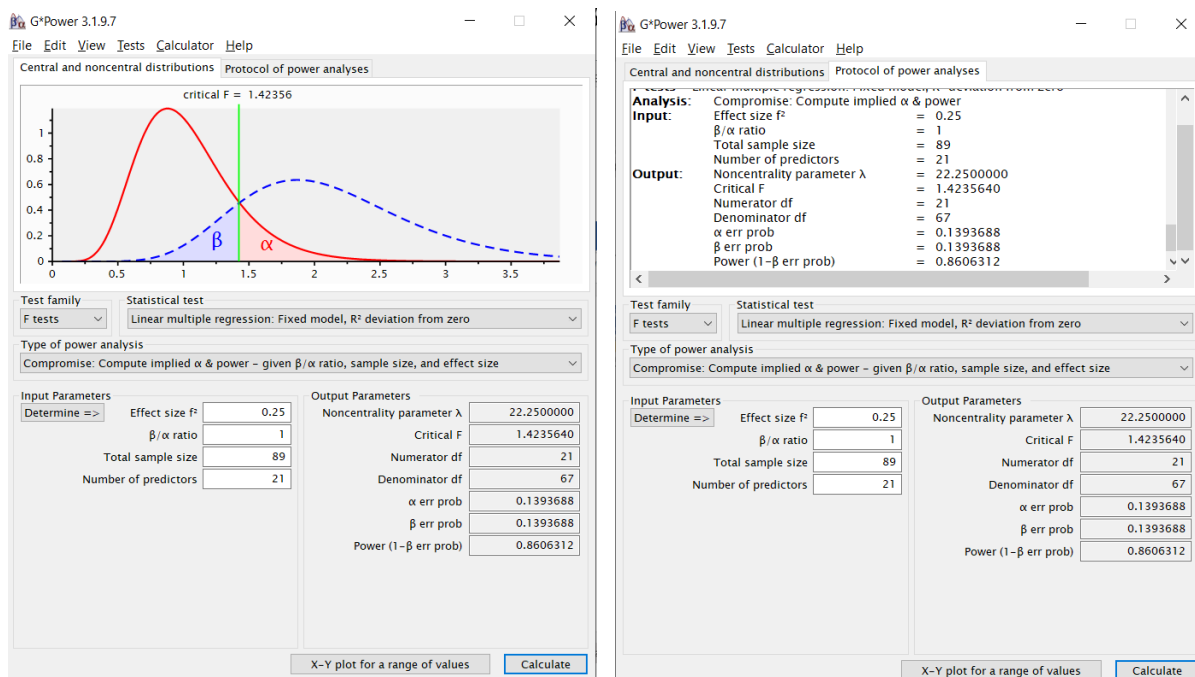 G*Power 3.1.9.7
File Edit View Tests Calculator Help
Central and noncentral distributions Protocol of power analyses
critical F = 1.42356
1
0.8
0.6
0.4
0.2
0
β α
0 0.5 1 1.5 2 2.5 3 3.5
Test family Statistical test
F tests Linear multiple regression: Fixed model, R² deviation from zero
Type of power analysis
Compromise: Compute implied α & power – given β/α ratio, sample size, and effect size
Input Parameters Output Parameters
Determine => Effect size f² 0.25 Noncentrality parameter λ 22.2500000
β/α ratio 1 Critical F 1.4235640
Total sample size 89 Numerator df 21
Number of predictors 21 Denominator df 67
α err prob 0.1393688
β err prob 0.1393688
Power (1-β err prob) 0.8606312
X-Y plot for a range of values Calculate
G*Power 3.1.9.7
File Edit View Tests Calculator Help
Central and noncentral distributions Protocol of power analyses
F tests – Linear multiple regression: Fixed model, R² deviation from zero
Analysis: Compromise: Compute implied α & power
Input: Effect size f² = 0.25
β/α ratio = 1
Total sample size = 89
Number of predictors = 21
Output: Noncentrality parameter λ = 22.2500000
Critical F = 1.4235640
Numerator df = 21
Denominator df = 67
α err prob = 0.1393688
β err prob = 0.1393688
Power (1-β err prob) = 0.8606312
Test family Statistical test
F tests Linear multiple regression: Fixed model, R² deviation from zero
Type of power analysis
Compromise: Compute implied α & power – given β/α ratio, sample size, and effect size
Input Parameters Output Parameters
Determine => Effect size f² 0.25 Noncentrality parameter λ 22.2500000
β/α ratio 1 Critical F 1.4235640
Total sample size 89 Numerator df 21
Number of predictors 21 Denominator df 67
α err prob 0.1393688
β err prob 0.1393688
Power (1-β err prob) 0.8606312
X-Y plot for a range of values Calculate